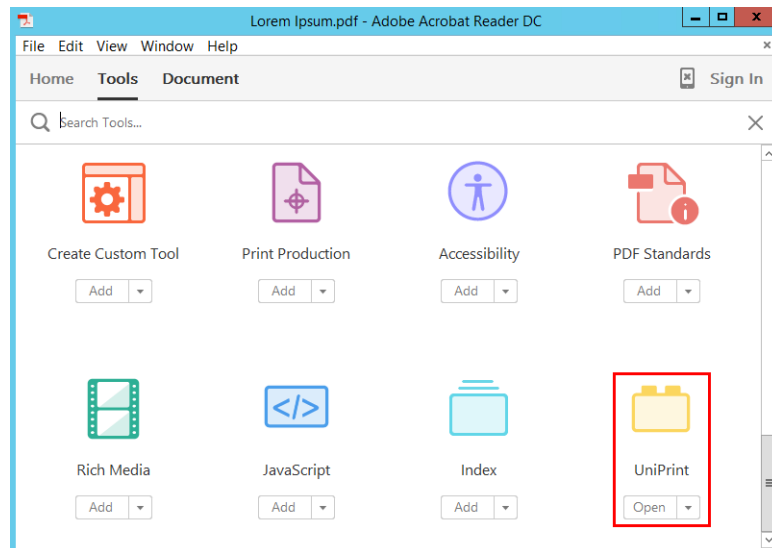 Lorem Ipsum.pdf - Adobe Acrobat Reader DC
File Edit View Window Help
Home Tools Document Sign In
Search Tools...
Create Custom Tool Print Production Accessibility PDF Standards
Add Add Add Add
</>
Rich Media JavaScript Index UniPrint
Add Add Add Open